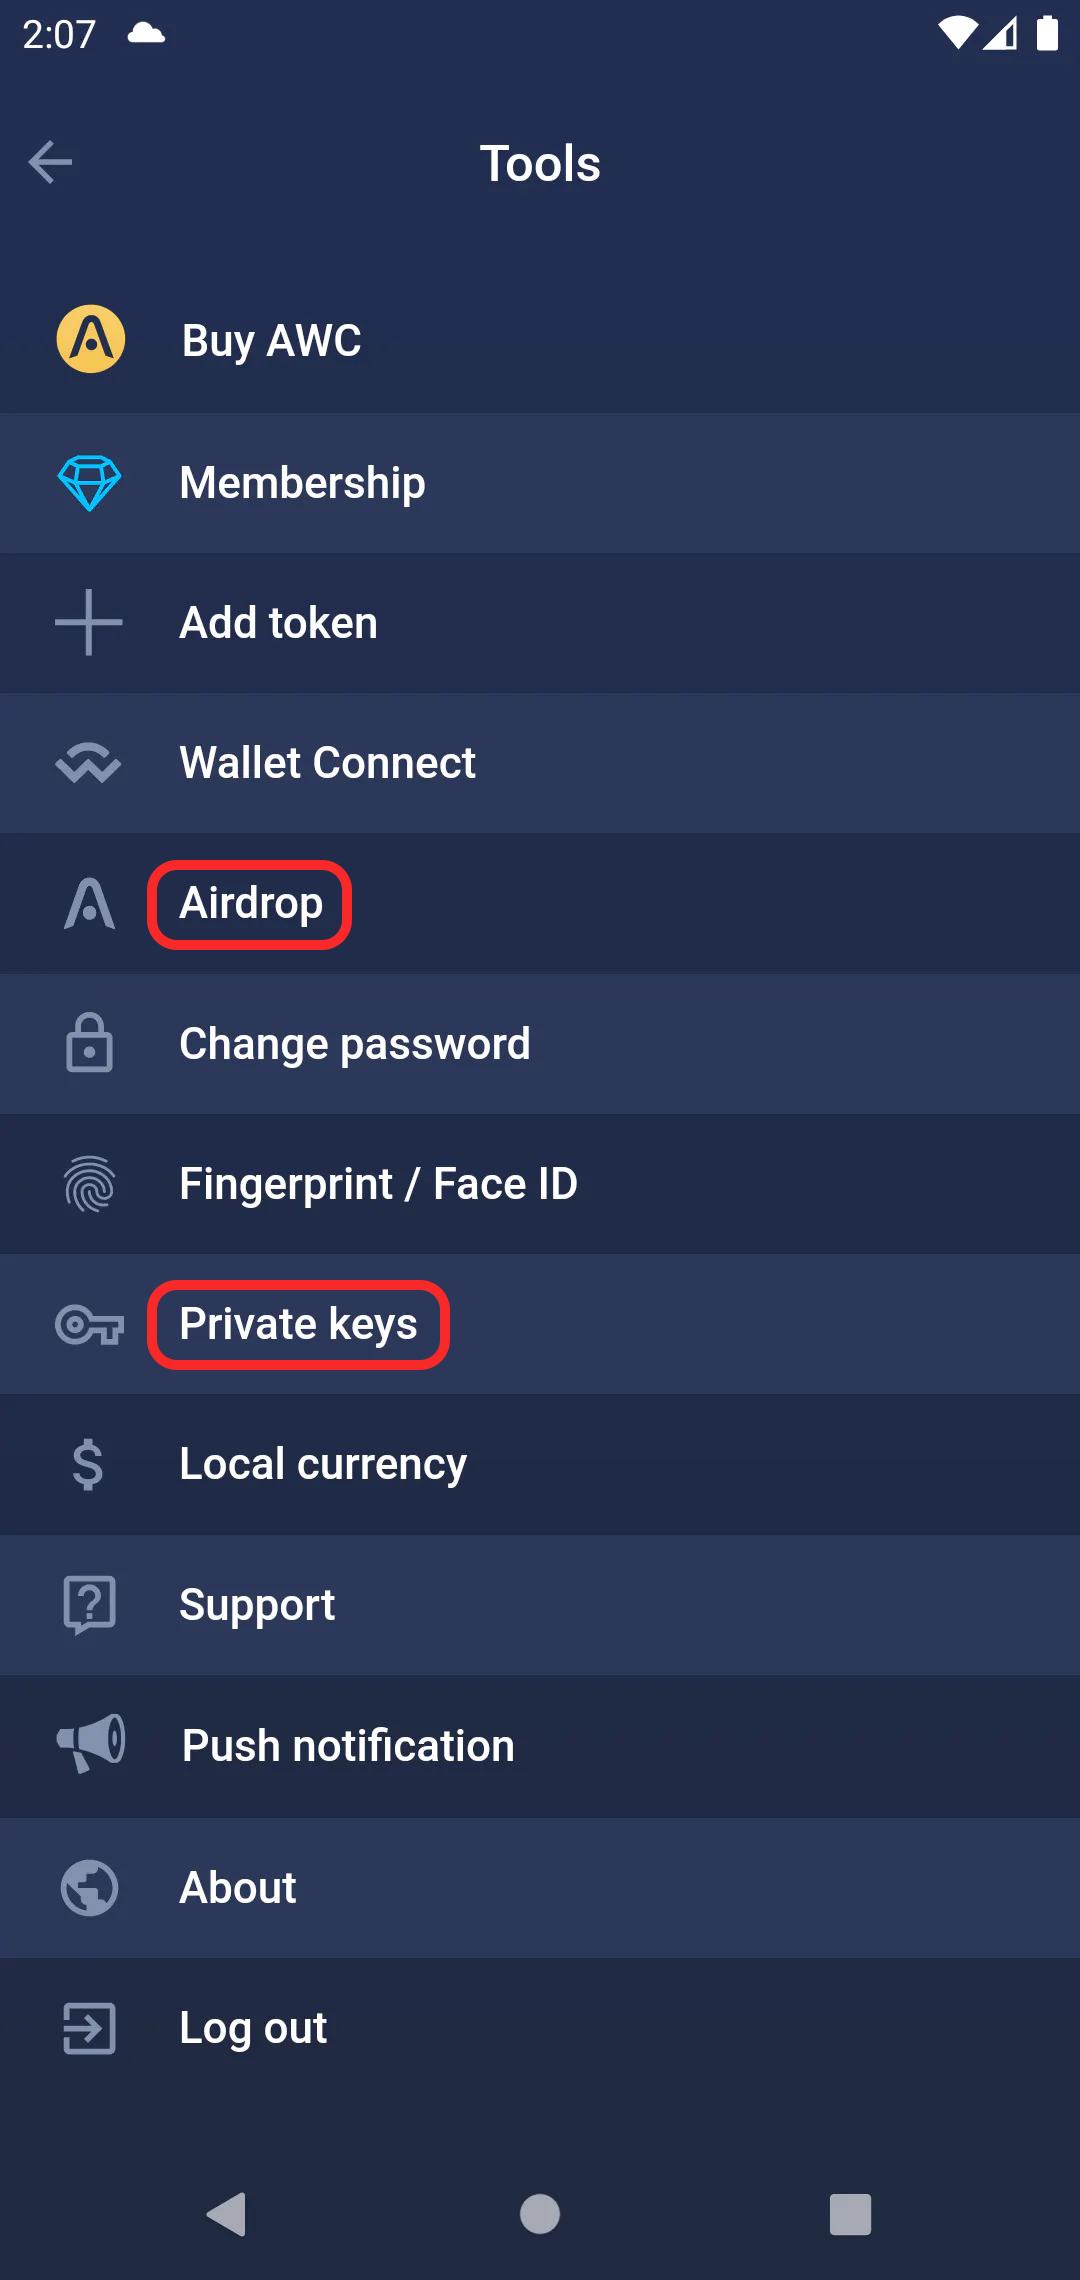 2:07
Tools
Buy AWC
Membership
Add token
Wallet Connect
Airdrop
Change password
Fingerprint / Face ID
Private keys
Local currency
Support
Push notification
About
Log out